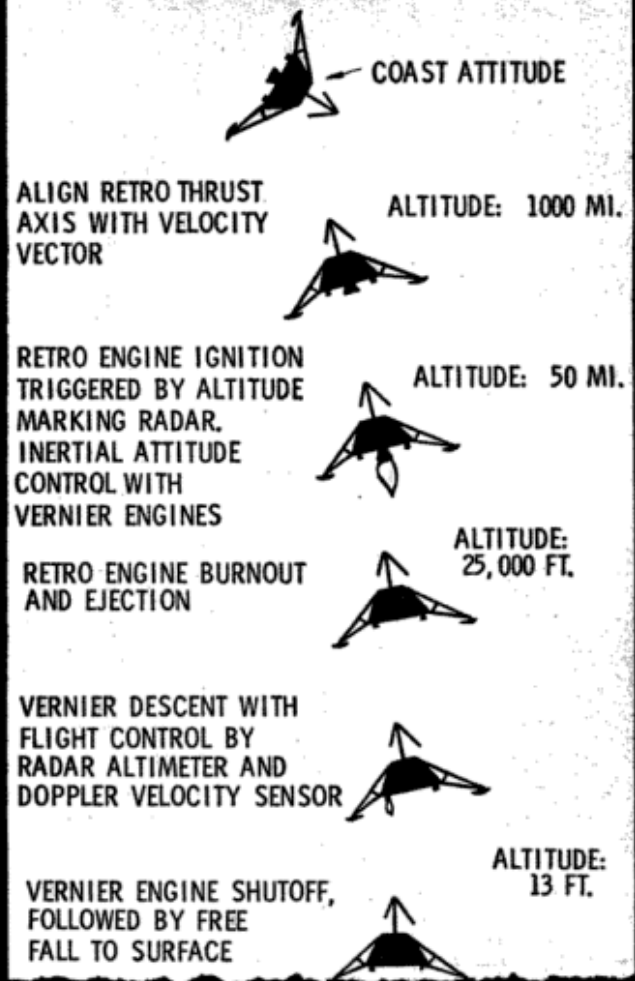 COAST ATTITUDE
ALIGN RETRO THRUST
AXIS WITH VELOCITY
VECTOR
ALTITUDE: 1000 MI.
RETRO ENGINE IGNITION
TRIGGERED BY ALTITUDE
MARKING RADAR.
INERTIAL ATTITUDE
CONTROL WITH
VERNIER ENGINES
ALTITUDE: 50 MI.
RETRO ENGINE BURNOUT
AND EJECTION
ALTITUDE:
25,000 FT.
VERNIER DESCENT WITH
FLIGHT CONTROL BY
RADAR ALTIMETER AND
DOPPLER VELOCITY SENSOR
VERNIER ENGINE SHUTOFF,
FOLLOWED BY FREE
FALL TO SURFACE
ALTITUDE:
13 FT.